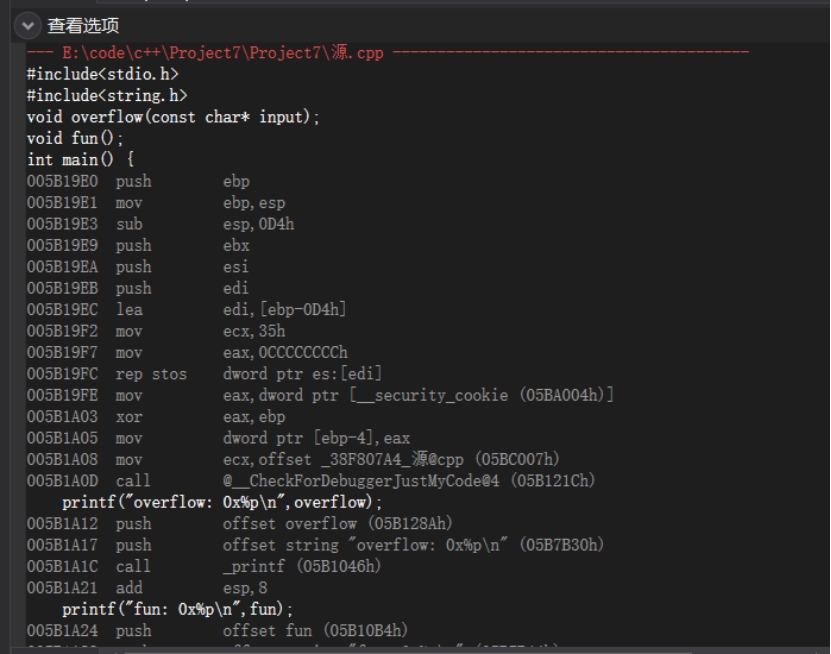 查看选项
--- E:\code\c++\Project7\Project7\源.cpp ----------------------------------------
#include<stdio.h>
#include<string.h>
void overflow(const char* input);
void fun();
int main() {
005B19E0  push        ebp
005B19E1  mov         ebp,esp
005B19E3  sub         esp,0D4h
005B19E9  push        ebx
005B19EA  push        esi
005B19EB  push        edi
005B19EC  lea         edi,[ebp-0D4h]
005B19F2  mov         ecx,35h
005B19F7  mov         eax,0CCCCCCCCh
005B19FC  rep stos    dword ptr es:[edi]
005B19FE  mov         eax,dword ptr [__security_cookie (05BA004h)]
005B1A03  xor         eax,ebp
005B1A05  mov         dword ptr [ebp-4],eax
005B1A08  mov         ecx,offset _38F807A4_源@cpp (05BC007h)
005B1A0D  call        @__CheckForDebuggerJustMyCode@4 (05B121Ch)
    printf("overflow: 0x%p\n",overflow);
005B1A12  push        offset overflow (05B128Ah)
005B1A17  push        offset string "overflow: 0x%p\n" (05B7B30h)
005B1A1C  call        _printf (05B1046h)
005B1A21  add         esp,8
    printf("fun: 0x%p\n",fun);
005B1A24  push        offset fun (05B10B4h)